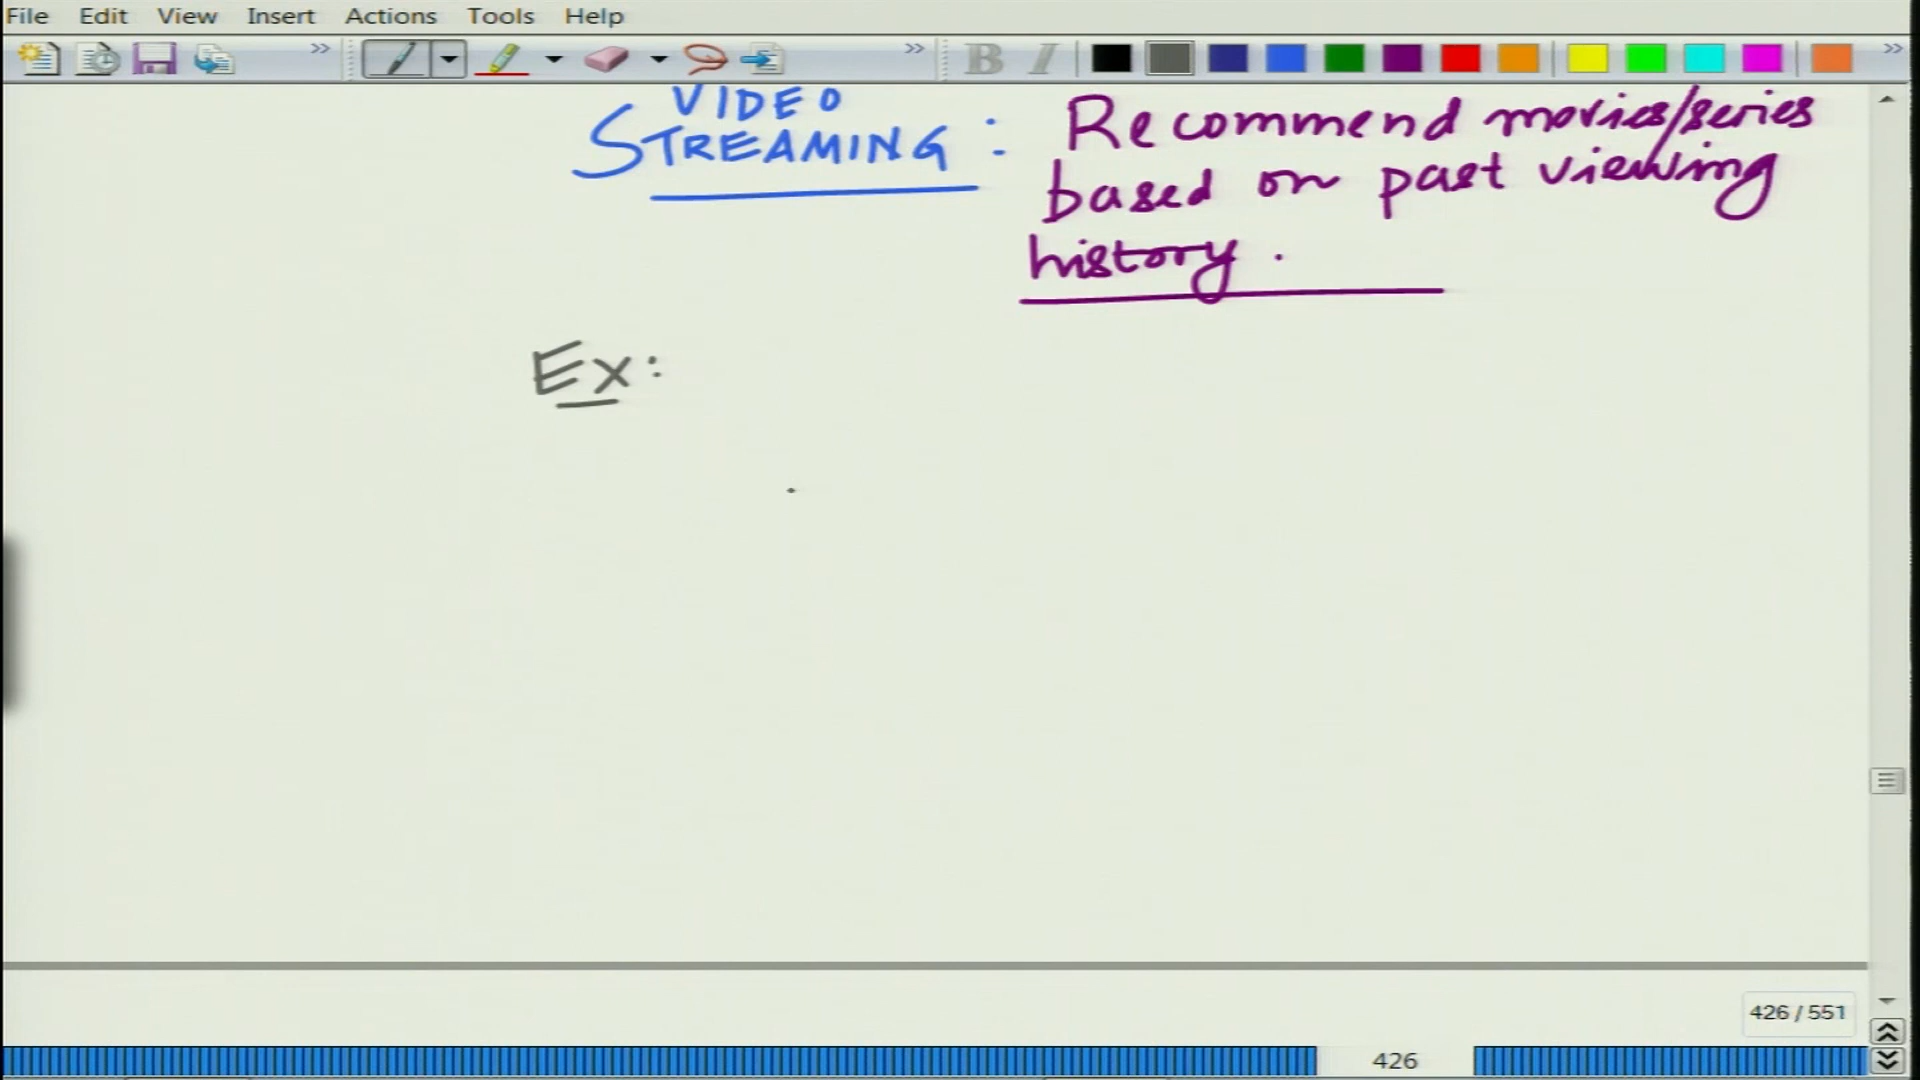 File Edit View Insert Actions Tools Help
B I
VIDEO
STREAMING : Recommend movies/series
based on past viewing
history.
Ex:
426 / 551
426